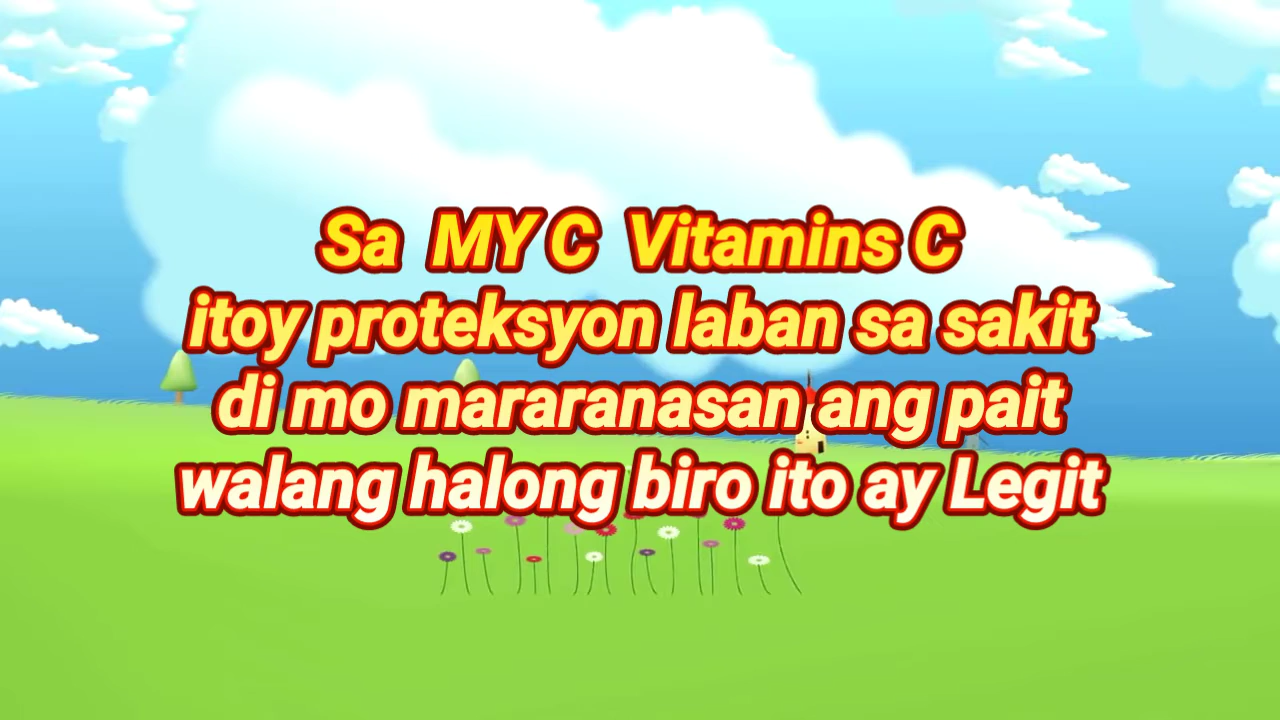 Sa MY C Vitamins C
itoy proteksyon laban sa sakit
di mo mararanasan ang pait
walang halong biro ito ay Legit